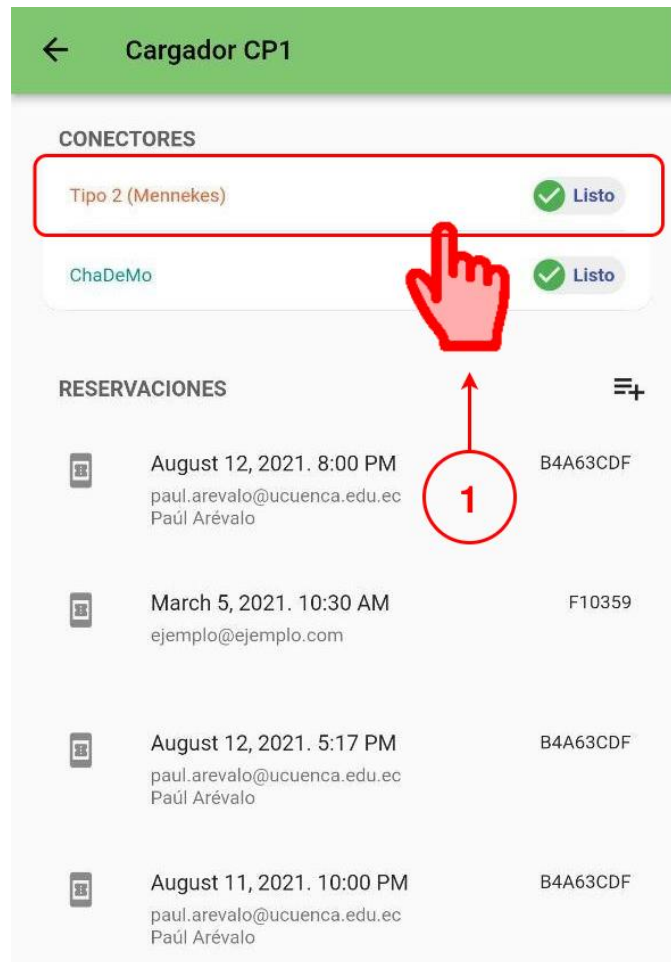 Cargador CP1
CONECTORES
Tipo 2 (Mennekes) Listo
ChaDeMo Listo
RESERVACIONES
August 12, 2021. 8:00 PM B4A63CDF
paul.arevalo@ucuenca.edu.ec
Paúl Arévalo
1
March 5, 2021. 10:30 AM F10359
ejemplo@ejemplo.com
August 12, 2021. 5:17 PM B4A63CDF
paul.arevalo@ucuenca.edu.ec
Paúl Arévalo
August 11, 2021. 10:00 PM B4A63CDF
paul.arevalo@ucuenca.edu.ec
Paúl Arévalo